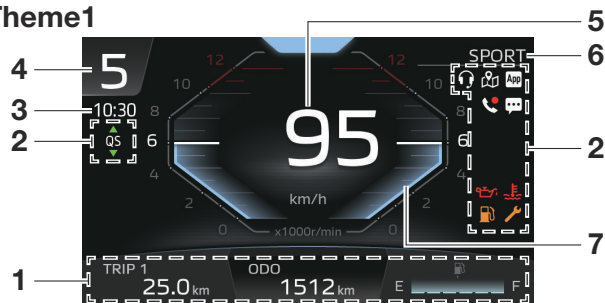 Theme1
5
SPORT 6
4 5
12 12
10 10
App
3 10:30
8 8
2 QS
6 95 6
2
4 4
km/h
2 2
7
0 x1000r/min 0
1 TRIP 1 ODO
25.0 km 1512 km E F